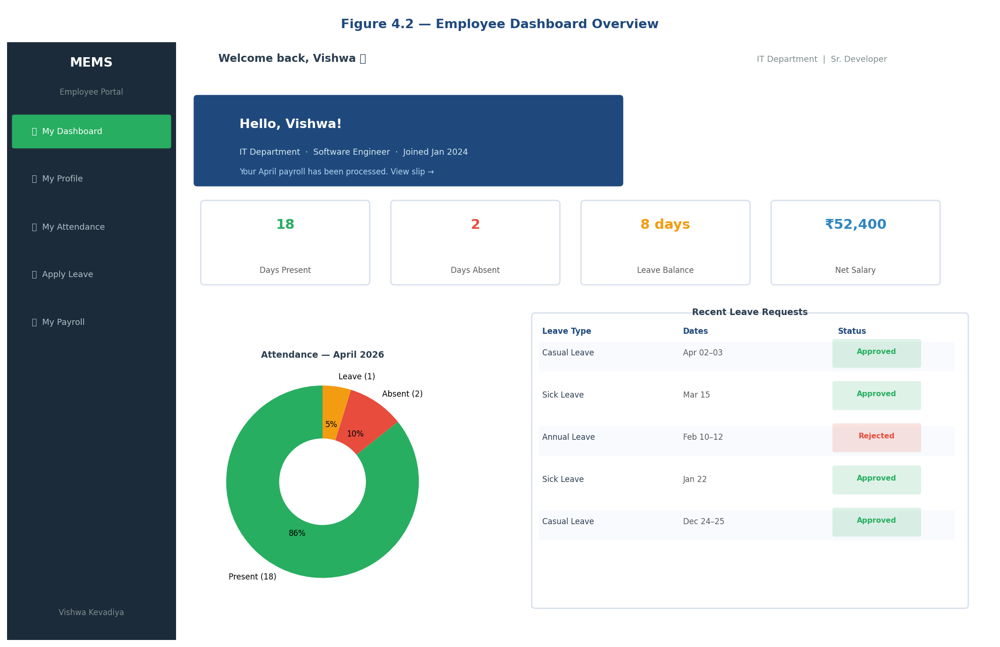 Figure 4.2 — Employee Dashboard Overview
MEMS
Employee Portal
My Dashboard
My Profile
My Attendance
Apply Leave
My Payroll
Vishwa Kevadiya
Welcome back, Vishwa
IT Department | Sr. Developer
Hello, Vishwa!
IT Department · Software Engineer · Joined Jan 2024
Your April payroll has been processed. View slip →
18
Days Present
2
Days Absent
8 days
Leave Balance
₹52,400
Net Salary
Attendance — April 2026
Leave (1)
Absent (2)
5%
10%
86%
Present (18)
Recent Leave Requests
Leave Type Dates Status
Casual Leave Apr 02–03 Approved
Sick Leave Mar 15 Approved
Annual Leave Feb 10–12 Rejected
Sick Leave Jan 22 Approved
Casual Leave Dec 24–25 Approved